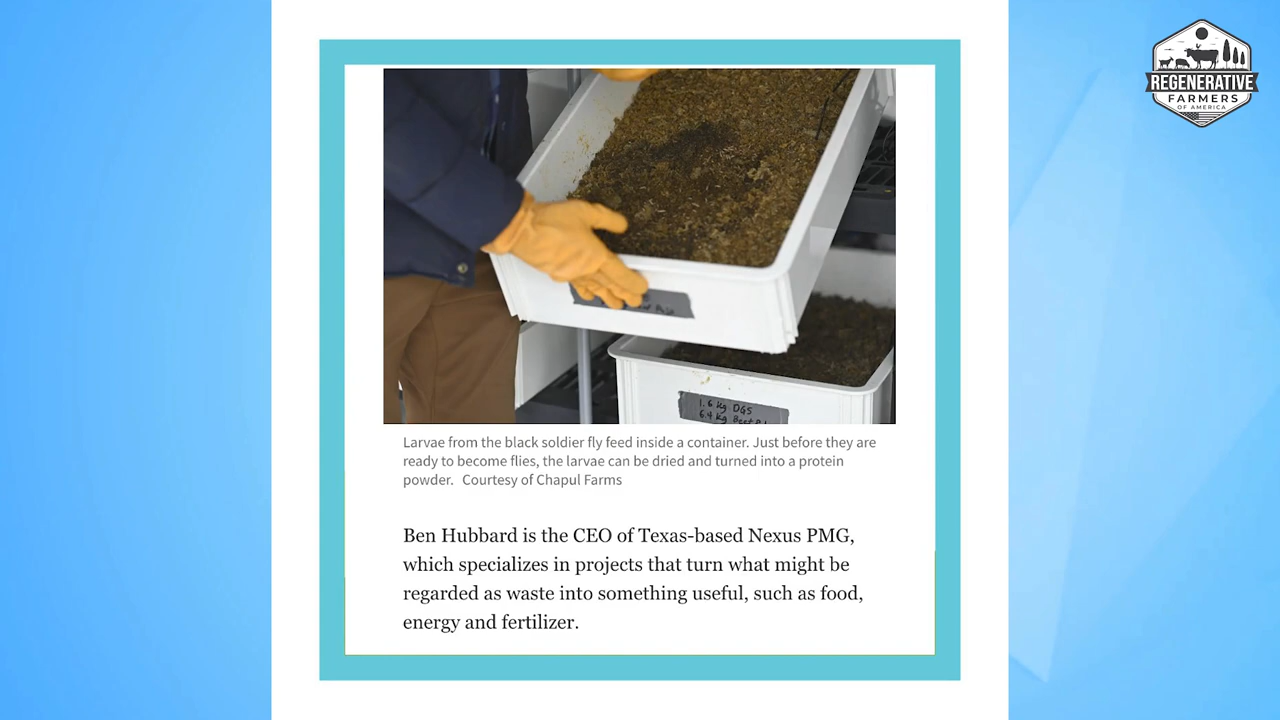 REGENERATIVE
FARMERS
OF AMERICA
1.6 Kg DGS
6.4 Kg Beet
Larvae from the black soldier fly feed inside a container. Just before they are
ready to become flies, the larvae can be dried and turned into a protein
powder. Courtesy of Chapul Farms
Ben Hubbard is the CEO of Texas-based Nexus PMG,
which specializes in projects that turn what might be
regarded as waste into something useful, such as food,
energy and fertilizer.